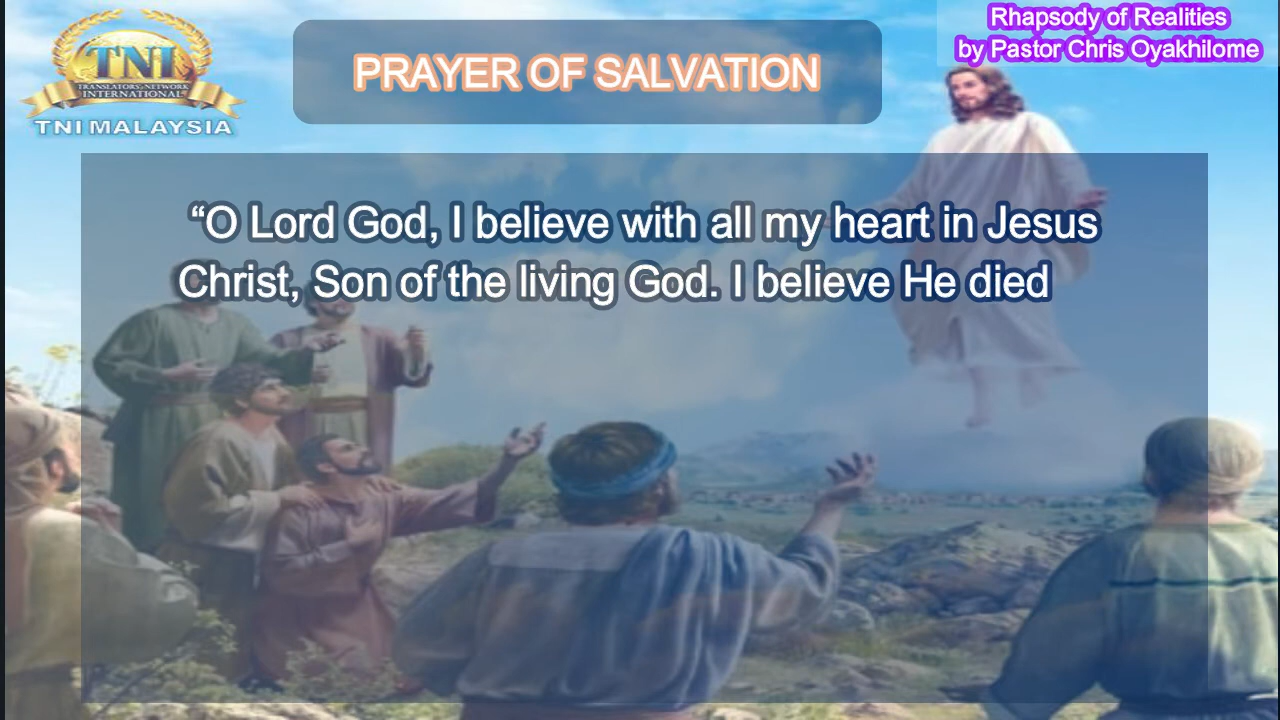 TNI
TRANSLATORS NETWORK
INTERNATIONAL
TNI MALAYSIA
PRAYER OF SALVATION
Rhapsody of Realities
by Pastor Chris Oyakhilome
“O Lord God, I believe with all my heart in Jesus
Christ, Son of the living God. I believe He died